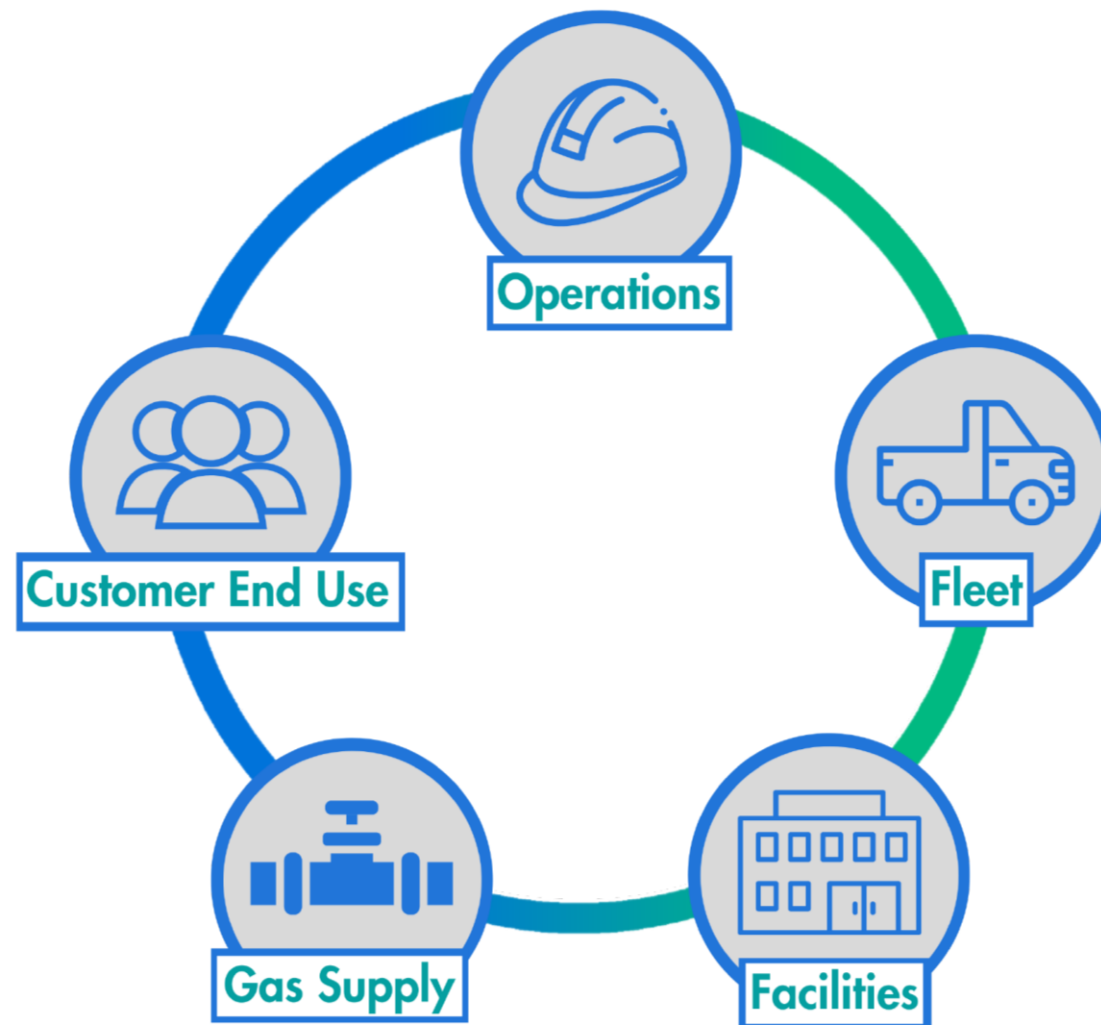 Operations
Customer End Use
Fleet
Gas Supply
Facilities